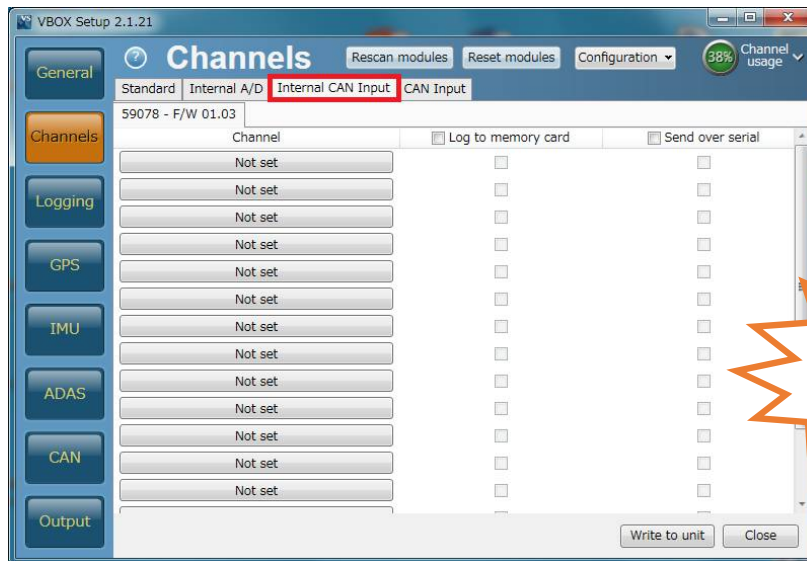 VBOX Setup 2.1.21
General
Channels
Logging
GPS
IMU
ADAS
CAN
Output
? Channels Rescan modules Reset modules Configuration 38% Channel usage
Standard Internal A/D Internal CAN Input CAN Input
59078 - F/W 01.03
Channel Log to memory card Send over serial
Not set
Not set
Not set
Not set
Not set
Not set
Not set
Not set
Not set
Not set
Not set
Not set
Not set
Write to unit Close